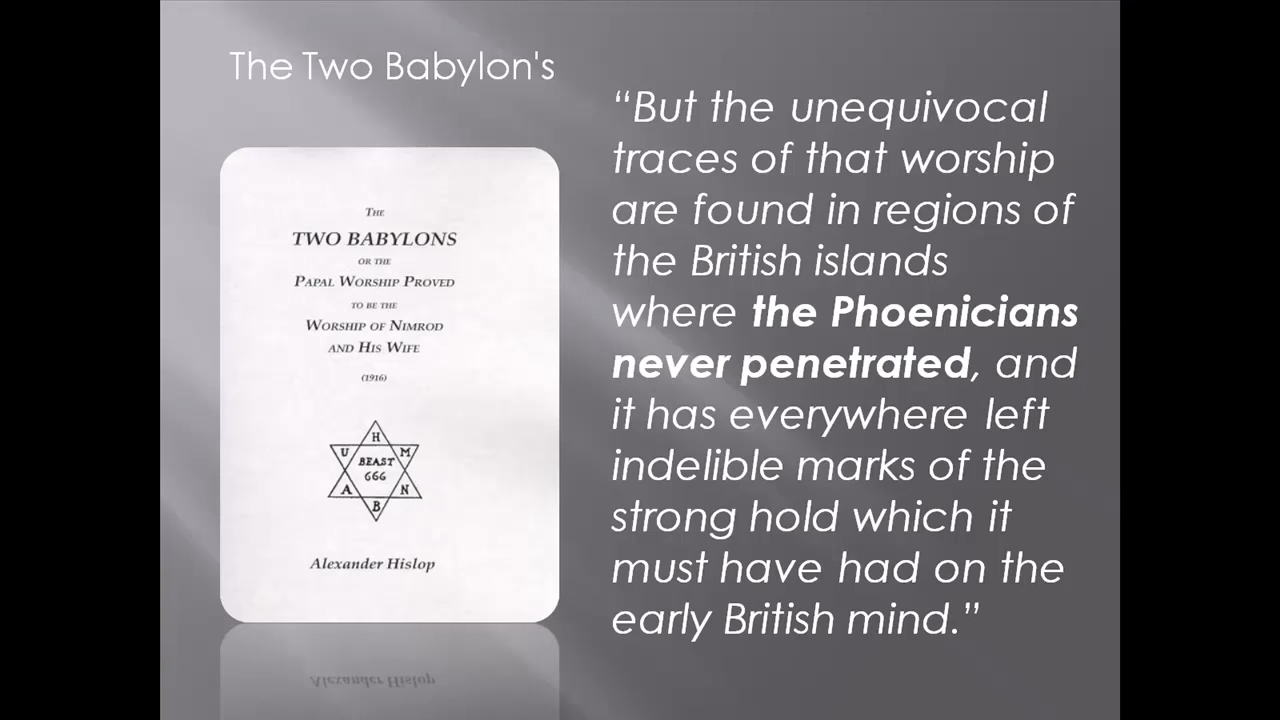 The Two Babylon's
THE
TWO BABYLONS
OR THE
PAPAL WORSHIP PROVED
TO BE THE
WORSHIP OF NIMROD
AND HIS WIFE
(1916)
H
U M
BEAST
666
A N
B
Alexander Hislop
Alexander Hislop
“But the unequivocal
traces of that worship
are found in regions of
the British islands
where the Phoenicians
never penetrated, and
it has everywhere left
indelible marks of the
strong hold which it
must have had on the
early British mind.”